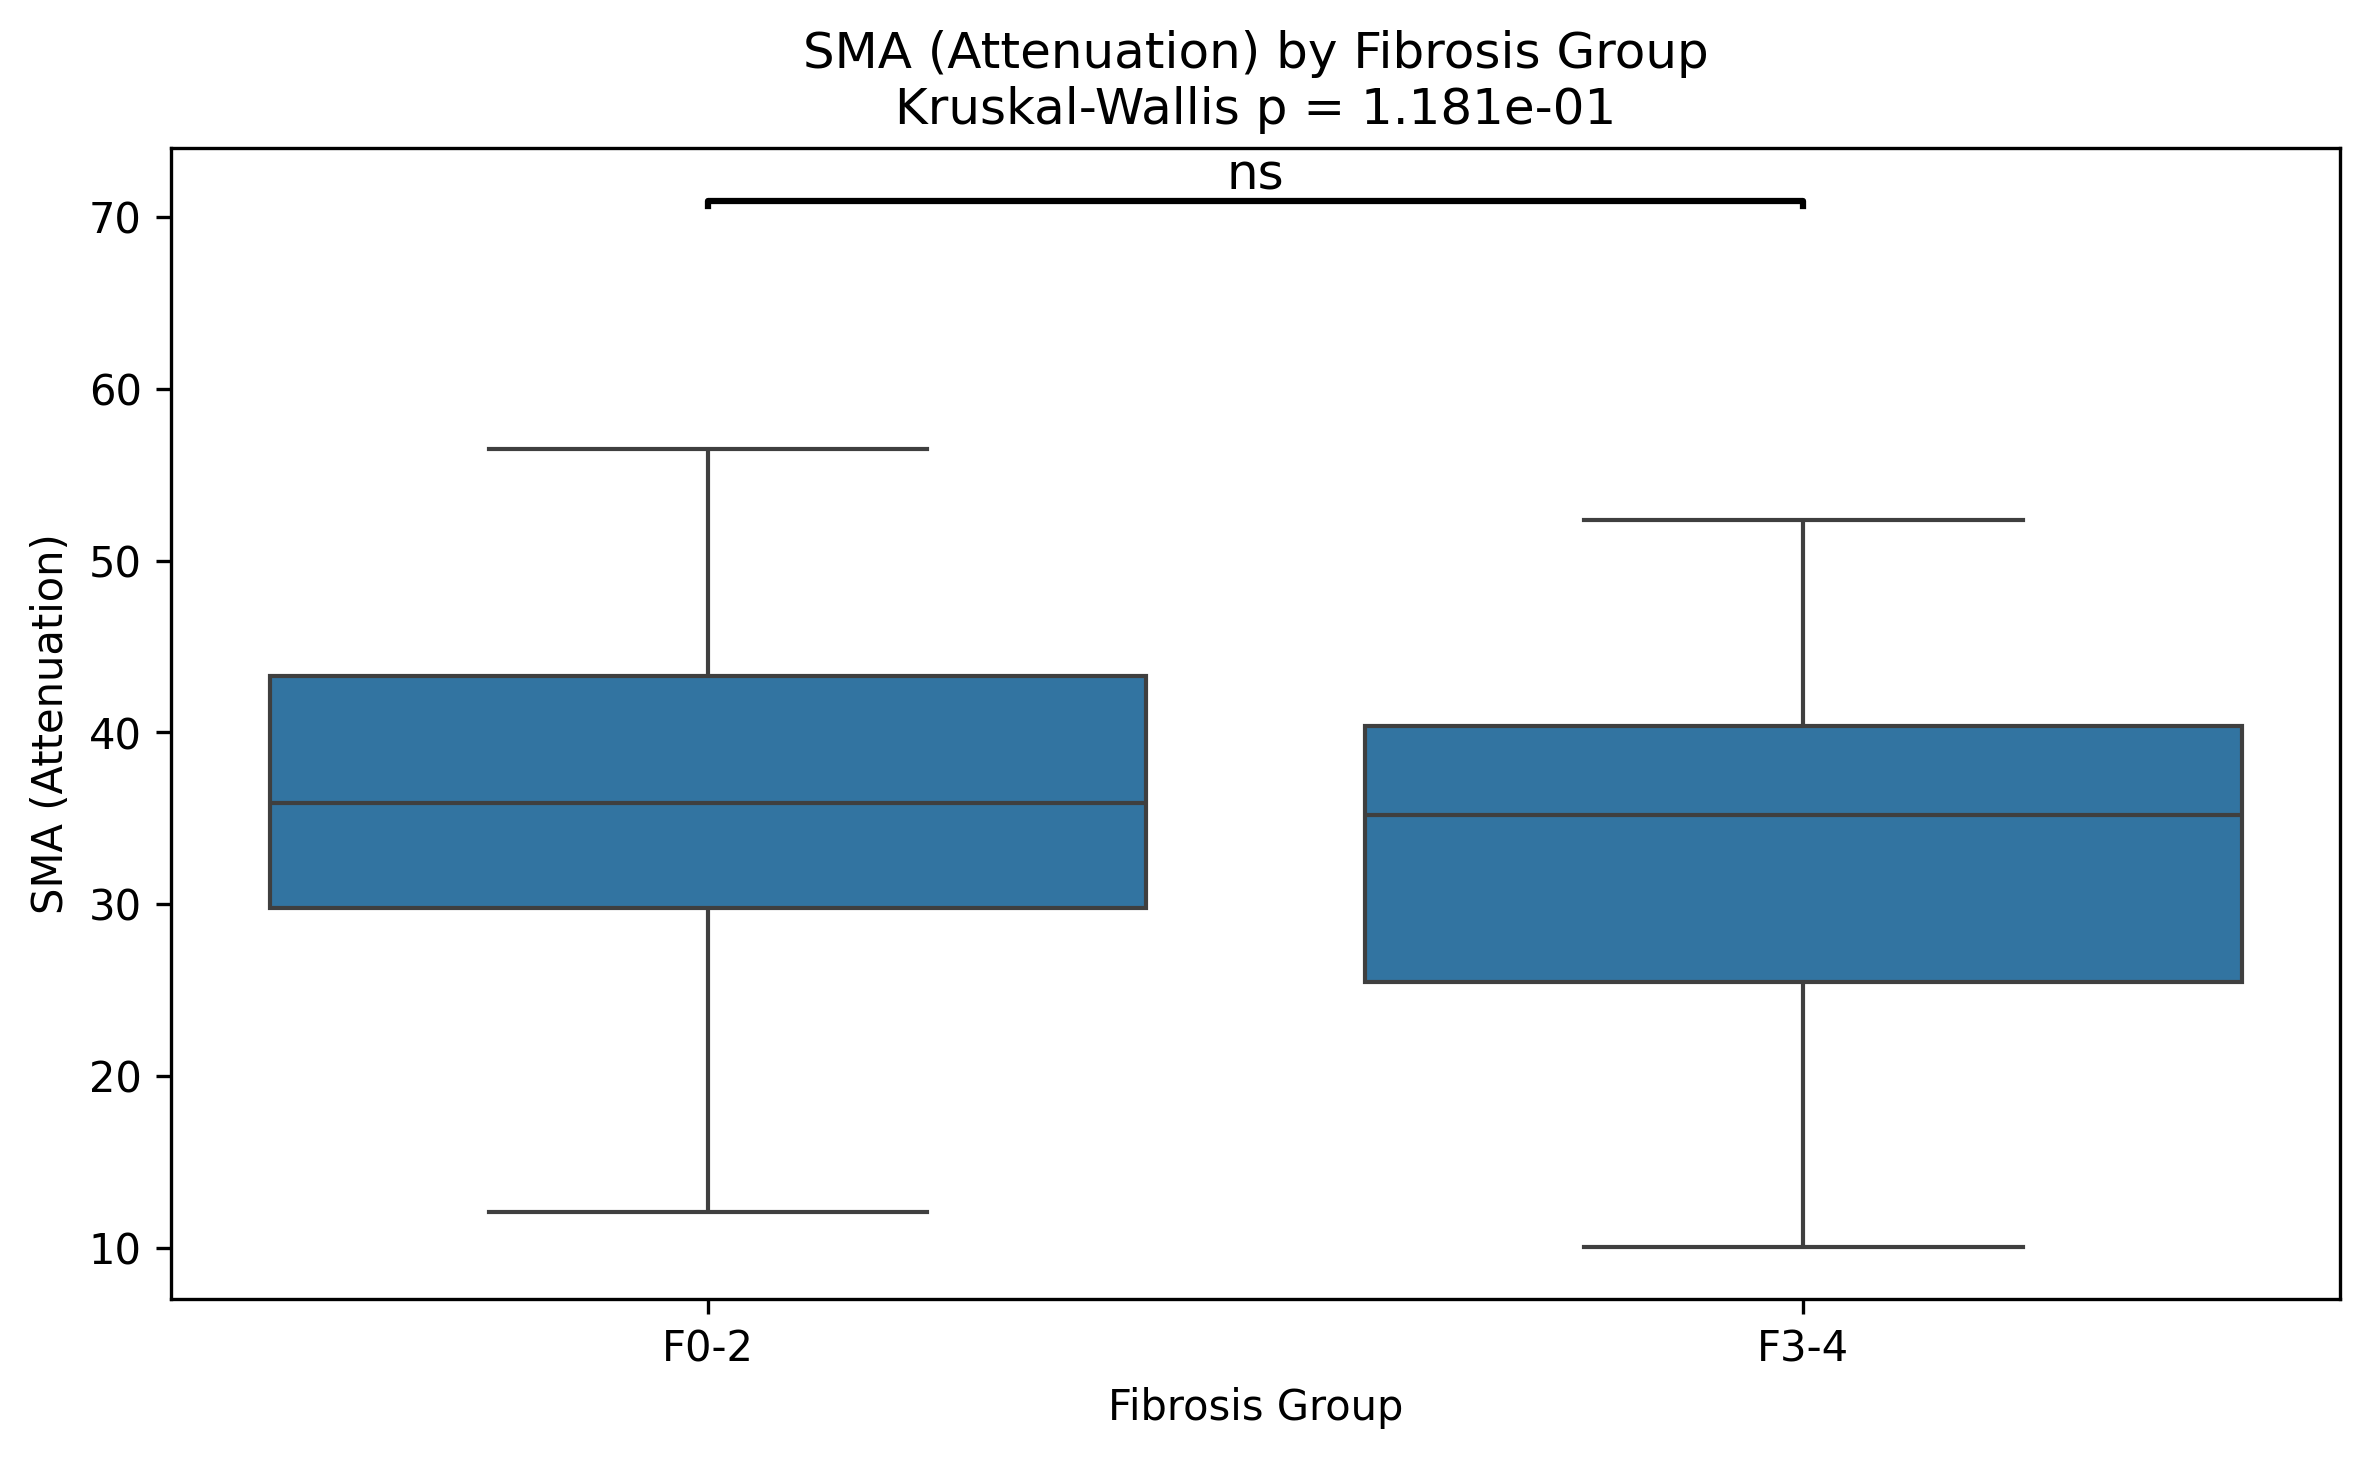 SMA (Attenuation) by Fibrosis Group
Kruskal-Wallis p = 1.181e-01
ns
70
60
50
40
30
20
10
SMA (Attenuation)
F0-2
F3-4
Fibrosis Group